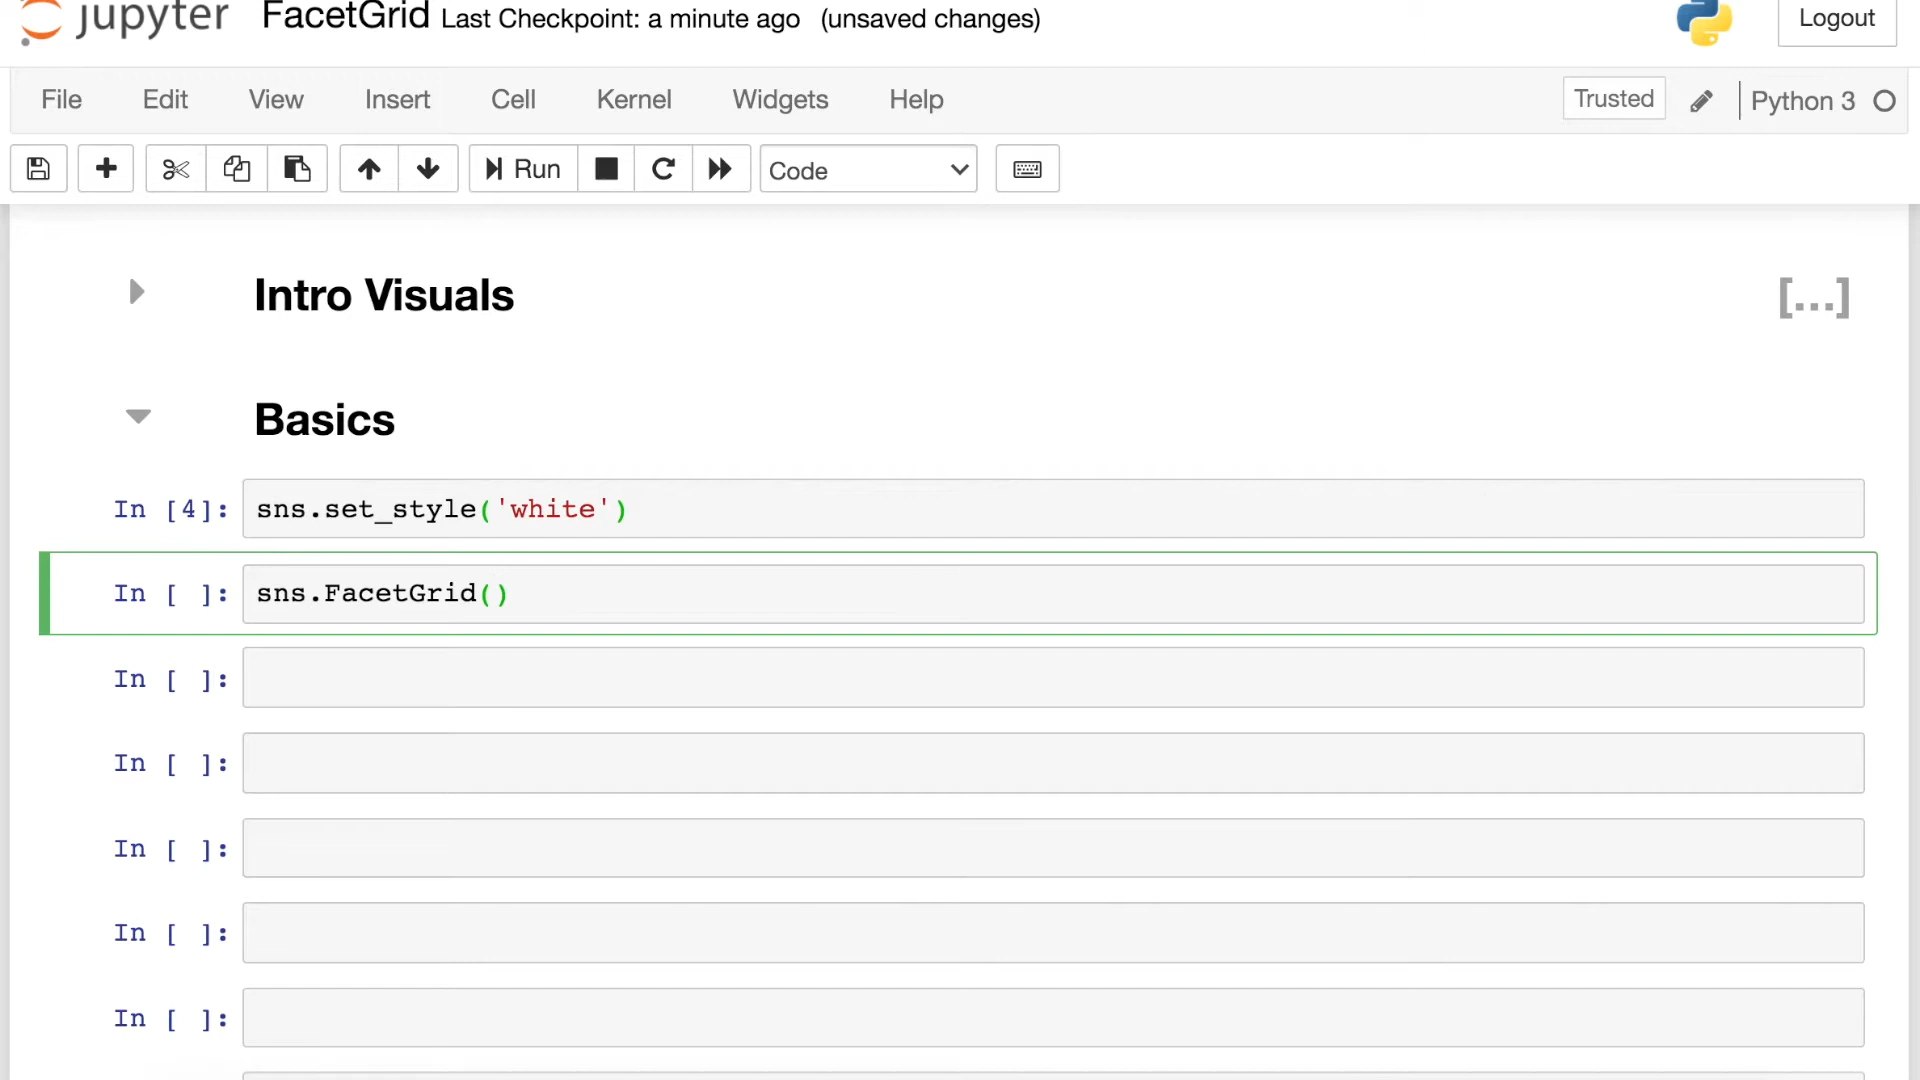 jupyter FacetGrid Last Checkpoint: a minute ago (unsaved changes) Logout
File Edit View Insert Cell Kernel Widgets Help Trusted Python 3
Run Code
Intro Visuals [...]
Basics
In [4]: sns.set_style('white')
In [ ]: sns.FacetGrid()
In [ ]:
In [ ]:
In [ ]:
In [ ]:
In [ ]: